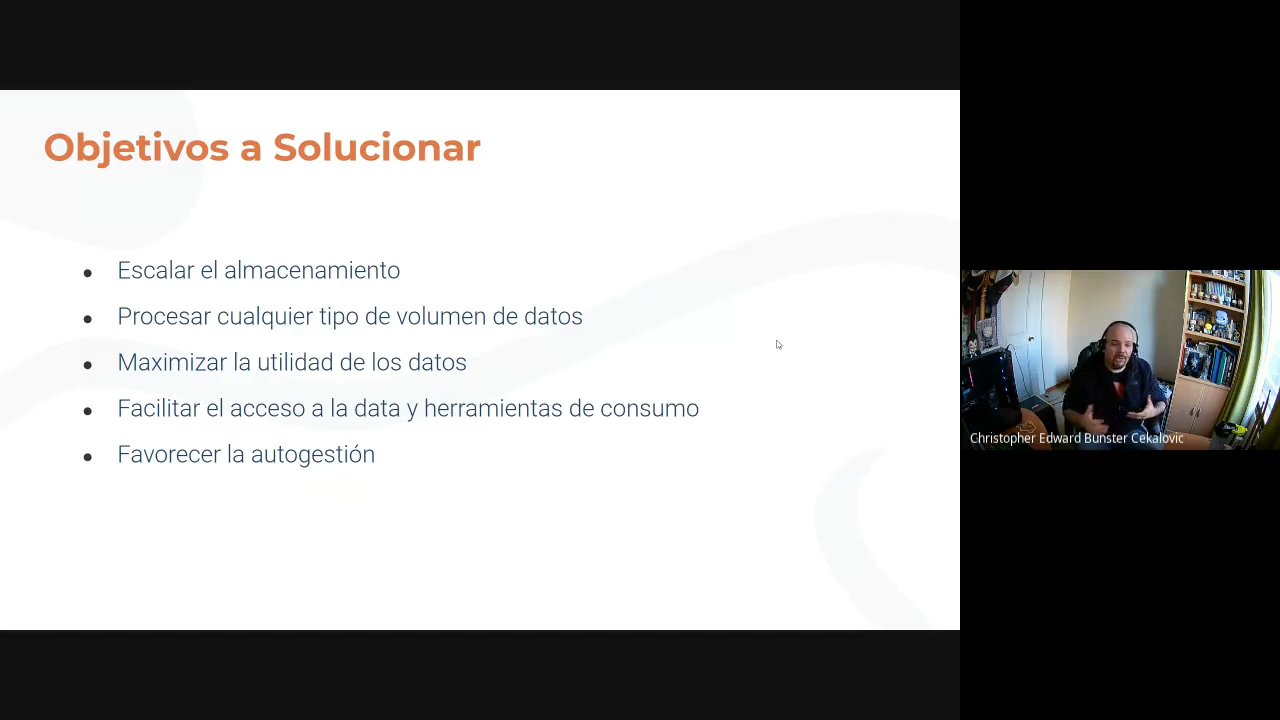 Objetivos a Solucionar
● Escalar el almacenamiento
● Procesar cualquier tipo de volumen de datos
● Maximizar la utilidad de los datos
● Facilitar el acceso a la data y herramientas de consumo
● Favorecer la autogestión
Christopher Edward Bunster Cekalovic